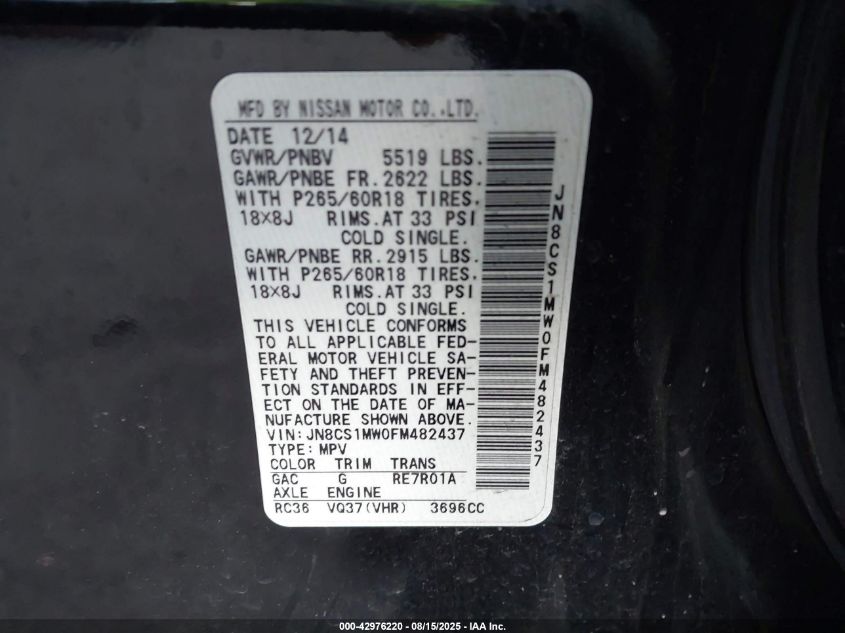 MFD BY NISSAN MOTOR CO.,LTD.
DATE 12/14
GVWR/PNBV 5519 LBS.
GAWR/PNBE FR. 2622 LBS.
WITH P265/60R18 TIRES.
18X8J RIMS.AT 33 PSI
COLD SINGLE.
GAWR/PNBE RR. 2915 LBS.
WITH P265/60R18 TIRES.
18X8J RIMS.AT 33 PSI
COLD SINGLE.
THIS VEHICLE CONFORMS
TO ALL APPLICABLE FED-
ERAL MOTOR VEHICLE SA-
FETY AND THEFT PREVEN-
TION STANDARDS IN EFF-
ECT ON THE DATE OF MA-
NUFACTURE SHOWN ABOVE.
VIN: JN8CS1MW0FM482437
TYPE: MPV
COLOR TRIM TRANS
GAC G RE7R01A
AXLE ENGINE
RC36 VQ37(VHR) 3696CC
JN8CS1MW0FM482437
000-42976220 - 08/15/2025 - IAA Inc.